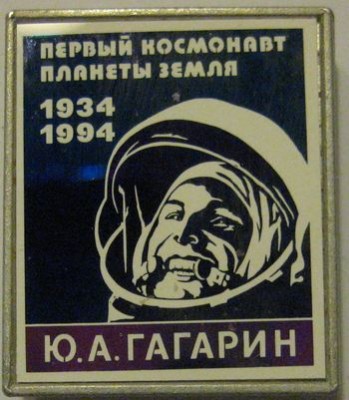 ПЕРВЫЙ КОСМОНАВТ
ПЛАНЕТЫ ЗЕМЛЯ
1934
1994
Ю.А.ГАГАРИН